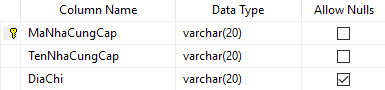 Column Name Data Type Allow Nulls
MaNhaCungCap varchar(20)
TenNhaCungCap varchar(20)
DiaChi varchar(20)